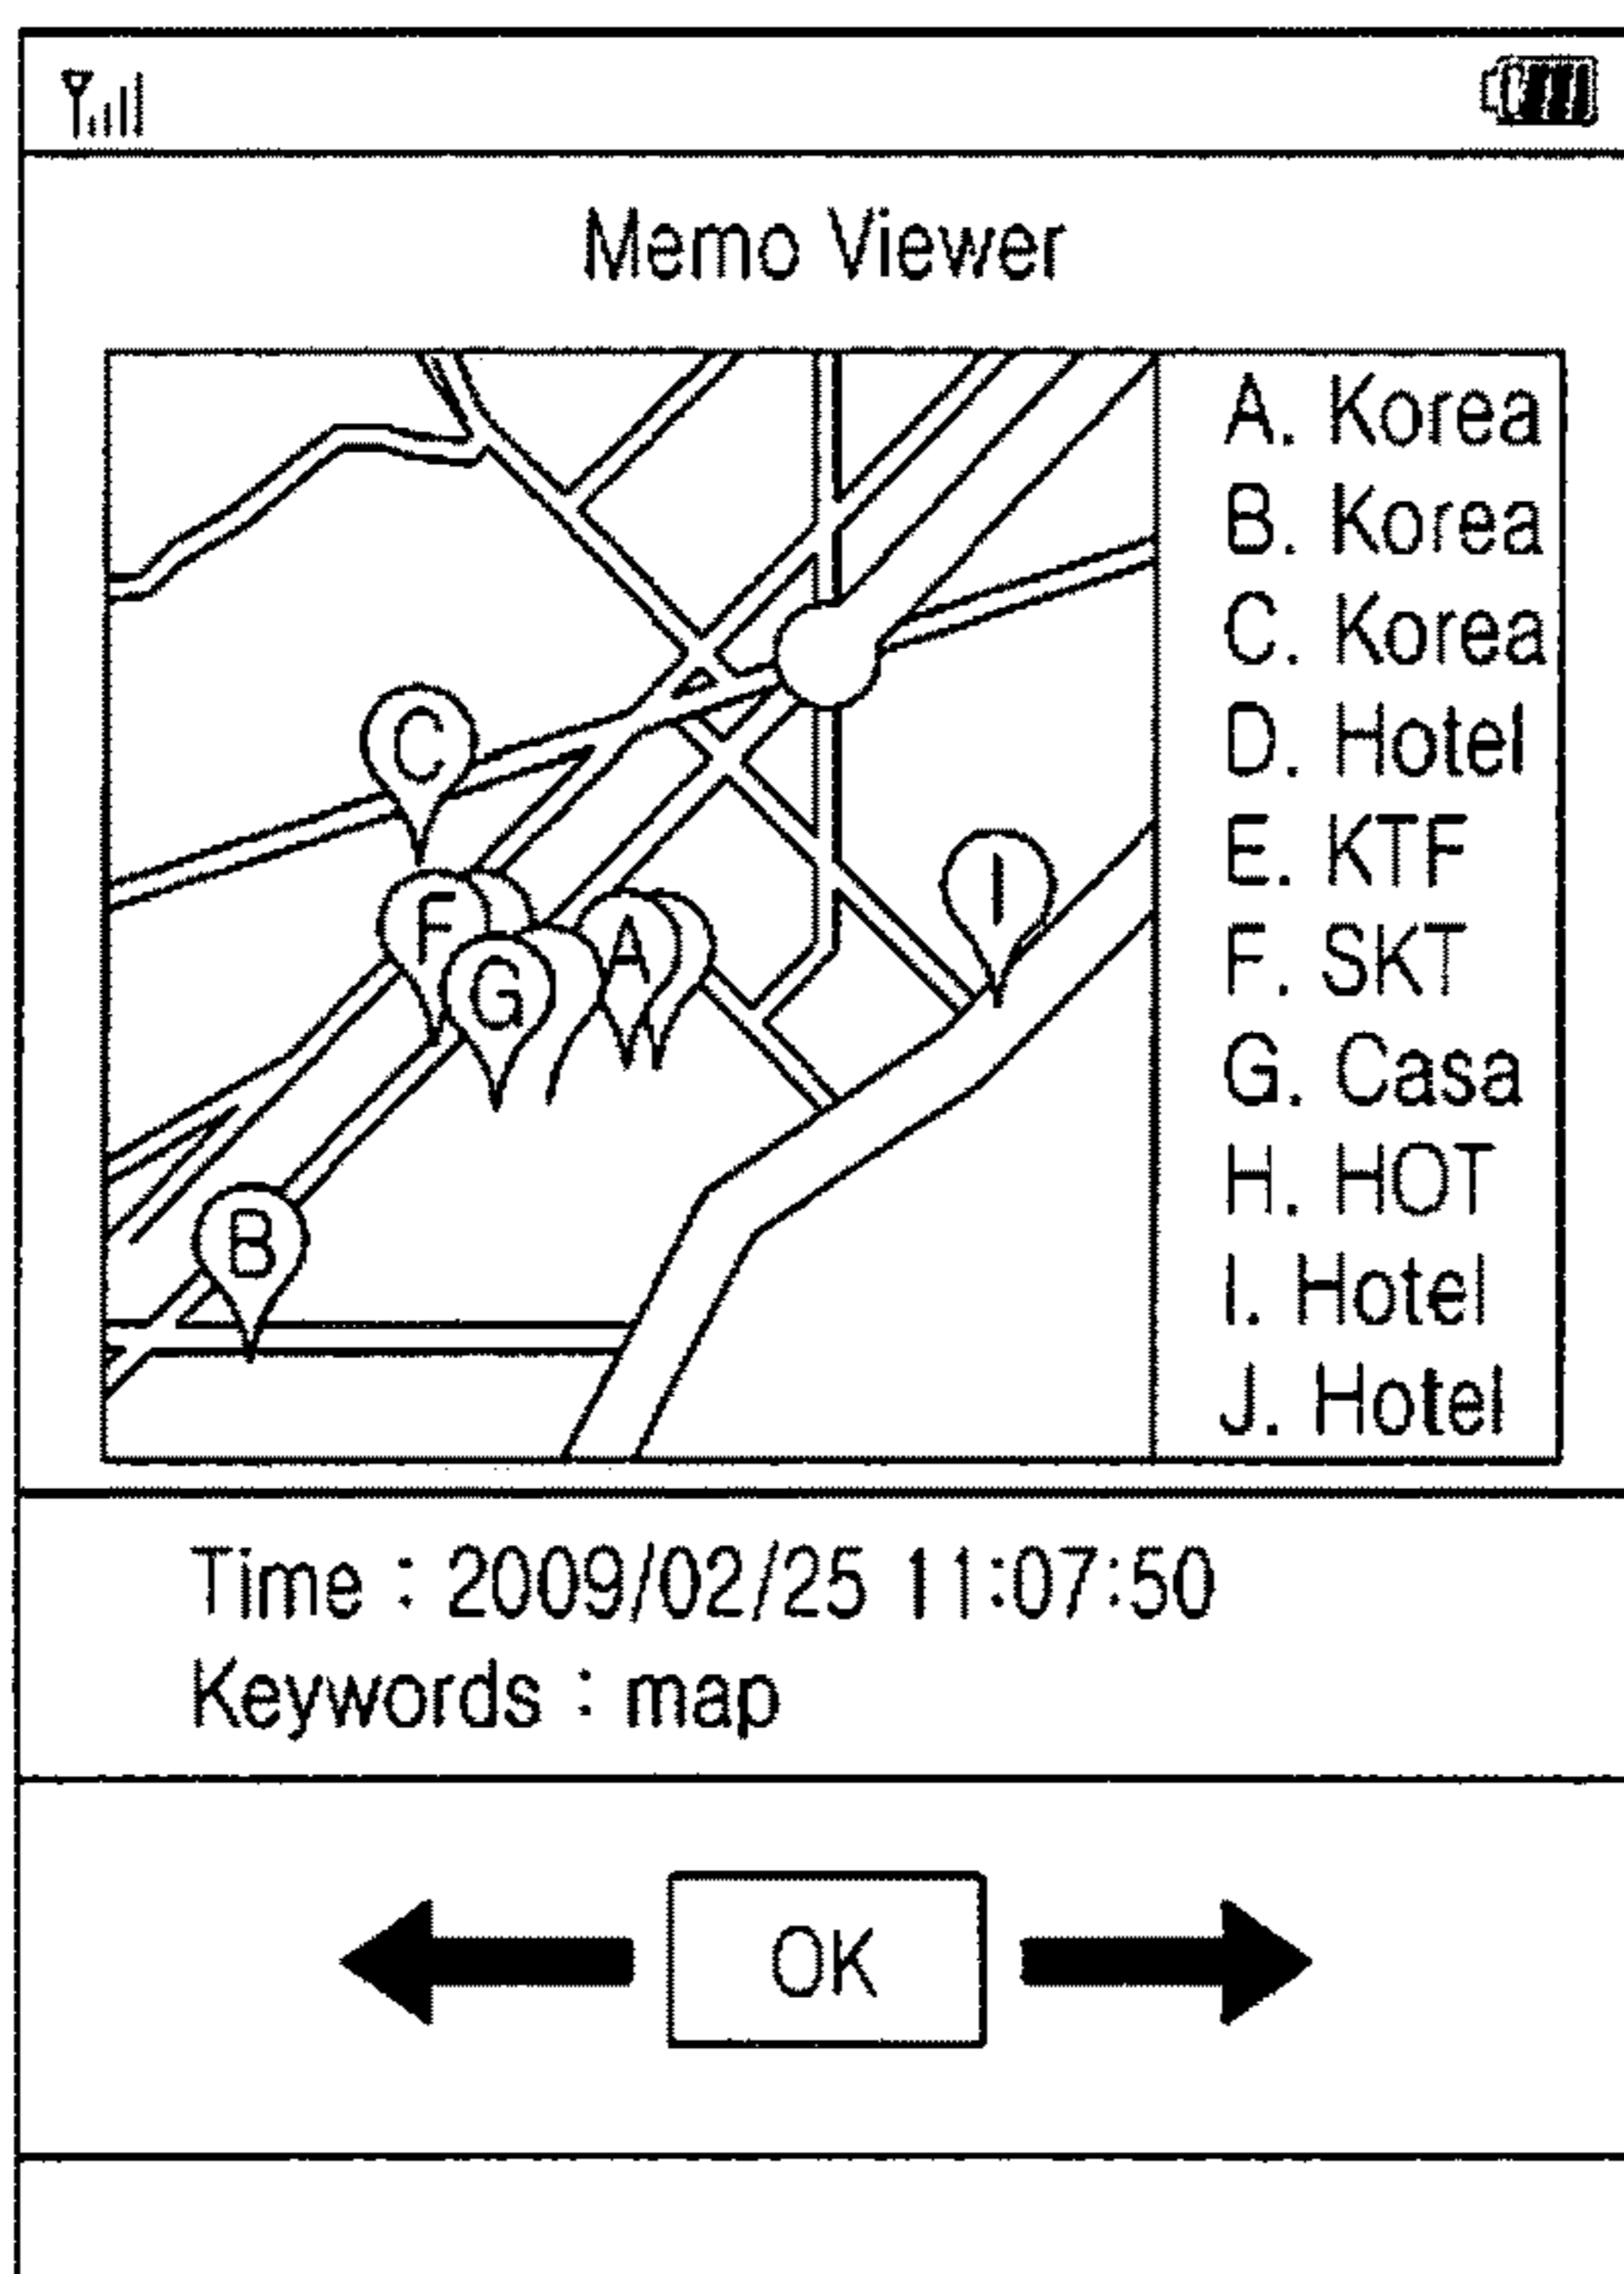 Memo Viewer
A. Korea
B. Korea
C. Korea
D. Hotel
E. KTF
F. SKT
G. Casa
H. HOT
I. Hotel
J. Hotel
C
I
F
A
G
B
Time : 2009/02/25 11:07:50
Keywords : map
OK